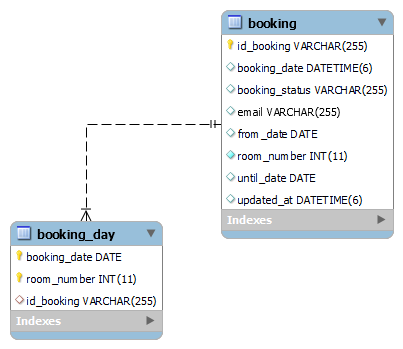 booking
id_booking VARCHAR(255)
booking_date DATETIME(6)
booking_status VARCHAR(255)
email VARCHAR(255)
from_date DATE
room_number INT(11)
until_date DATE
updated_at DATETIME(6)
Indexes
booking_day
booking_date DATE
room_number INT(11)
id_booking VARCHAR(255)
Indexes